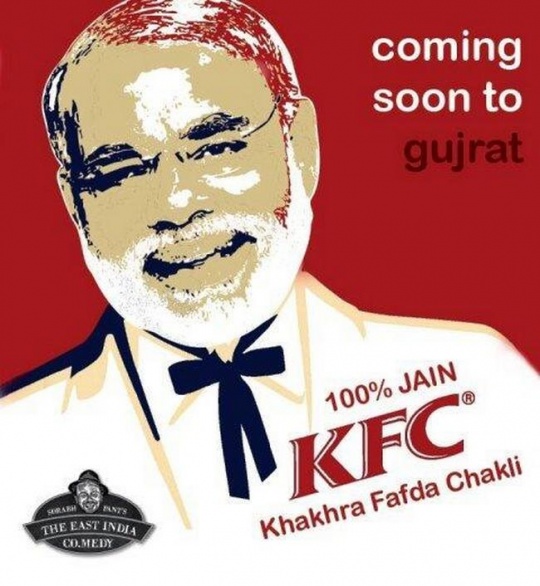 coming
soon to
gujrat
100% JAIN
KFC®
Khakhra Fafda Chakli
SORABH PANT'S
THE EAST INDIA
CO.MEDY